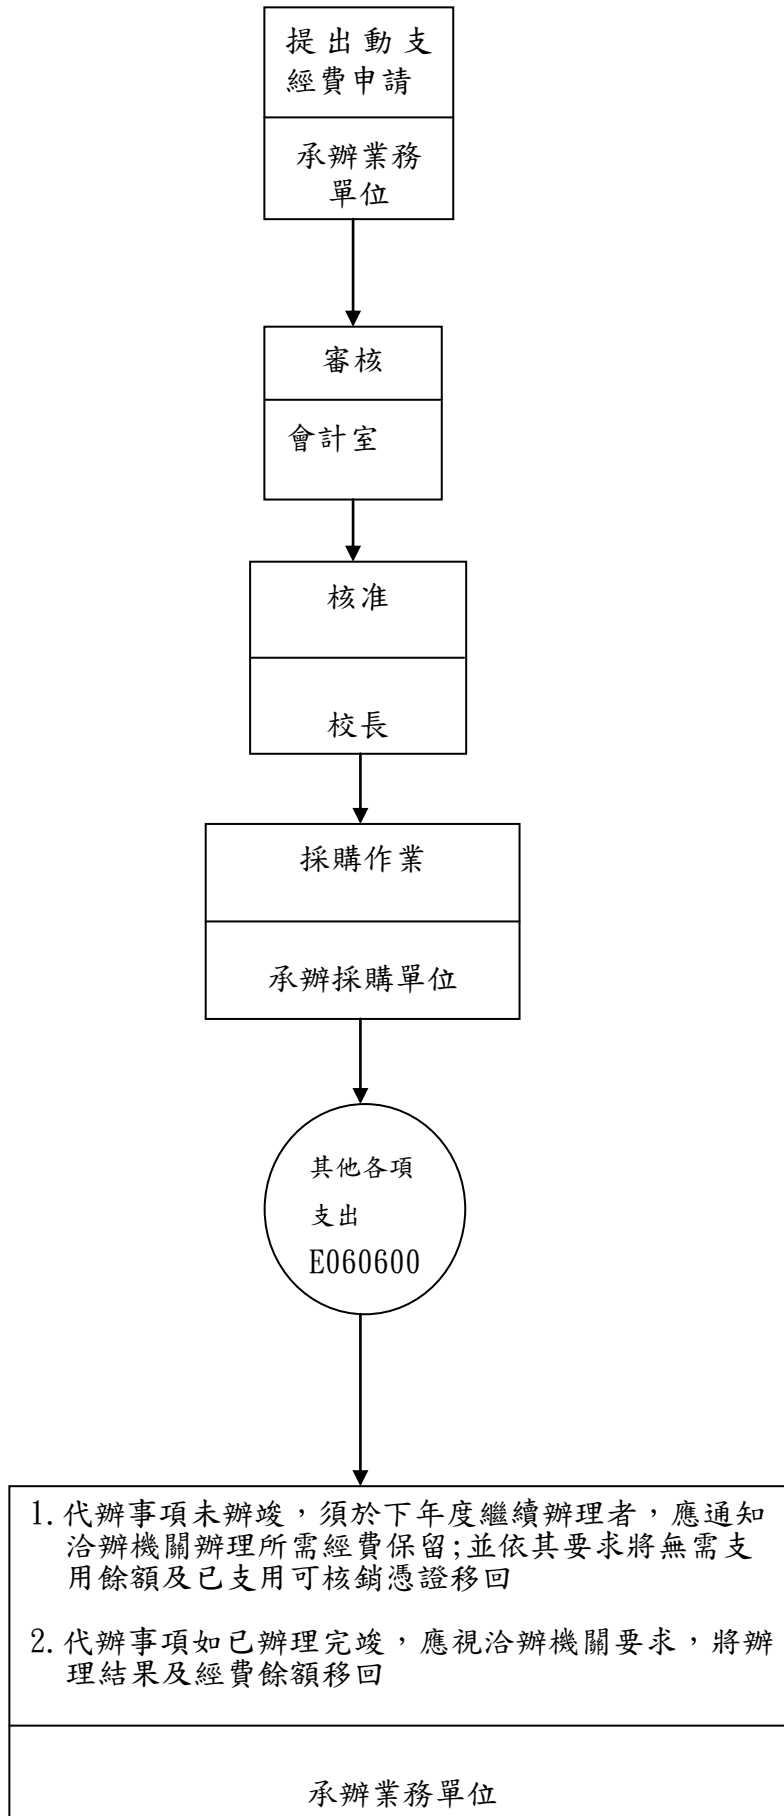 提出動支
經費申請
承辦業務
單位
審核
會計室
核准
校長
採購作業
承辦採購單位
其他各項
支出
E060600
1. 代辦事項未辦竣，須於下年度繼續辦理者，應通知
洽辦機關辦理所需經費保留;並依其要求將無需支
用餘額及已支用可核銷憑證移回
2. 代辦事項如已辦理完竣，應視洽辦機關要求，將辦
理結果及經費餘額移回
承辦業務單位